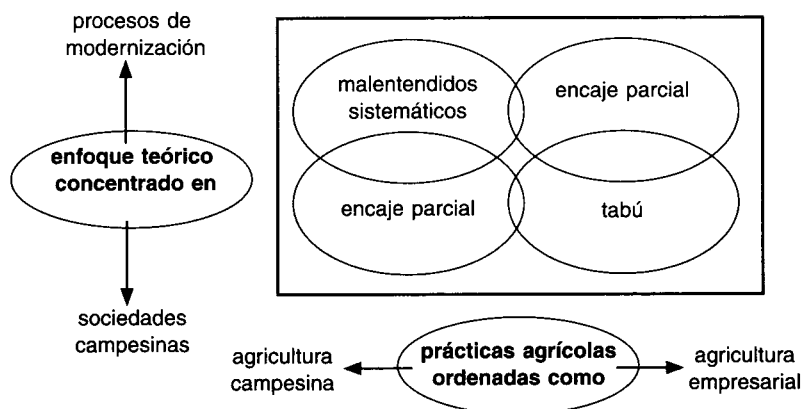 procesos de
modernización
malentendidos
sistemáticos
encaje parcial
enfoque teórico
concentrado en
encaje parcial
tabú
sociedades
campesinas
agricultura
campesina
prácticas agrícolas
ordenadas como
agricultura
empresarial